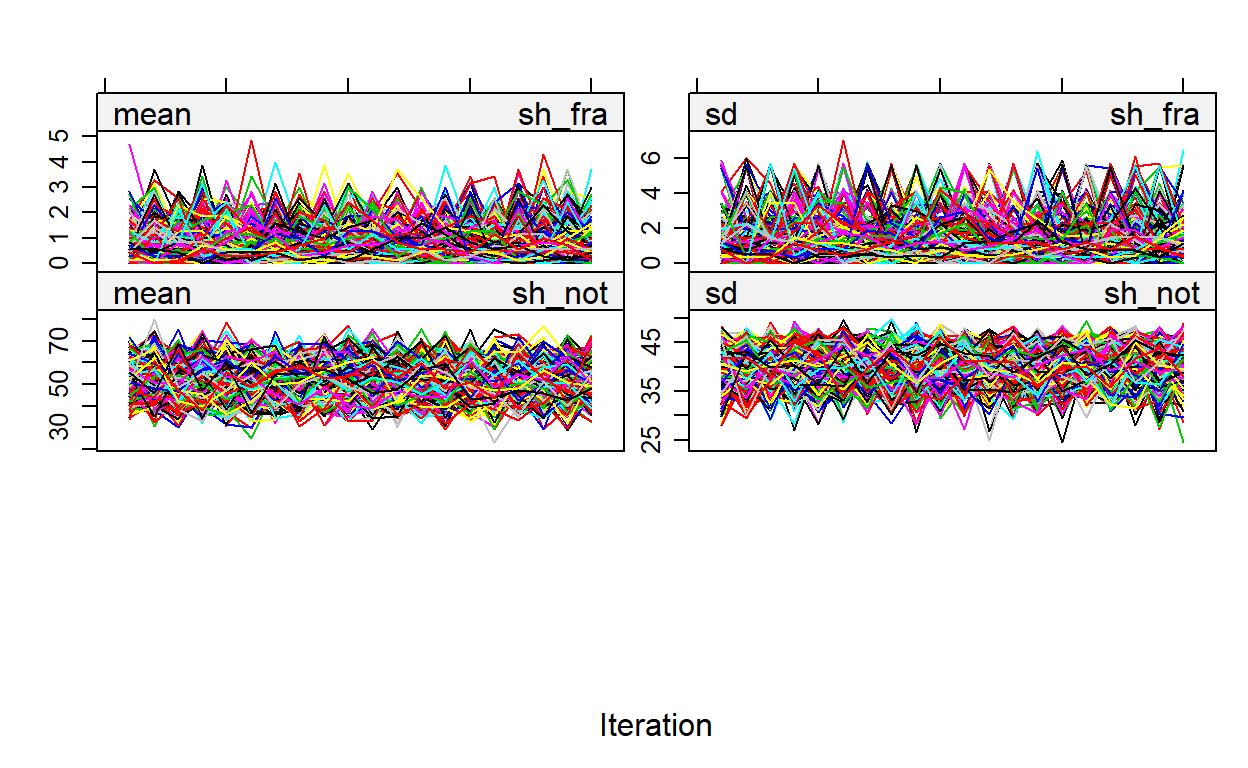 mean sh_fra
sd sh_fra
0 1 2 3 4 5
0 2 4 6
mean sh_not
sd sh_not
30 50 70
25 35 45
Iteration